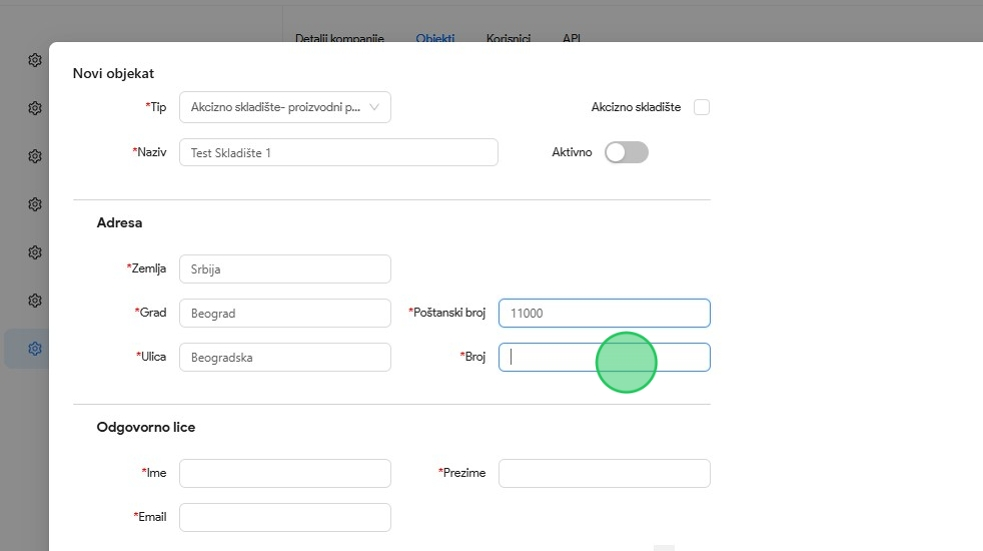 Detalji kompanije Objekti Korisnici API
Novi objekat
*Tip Akcizno skladište- proizvodni p... Akcizno skladište
*Naziv Test Skladište 1 Aktivno
Adresa
*Zemlja Srbija
*Grad Beograd *Poštanski broj 11000
*Ulica Beogradska *Broj
Odgovorno lice
*Ime *Prezime
*Email